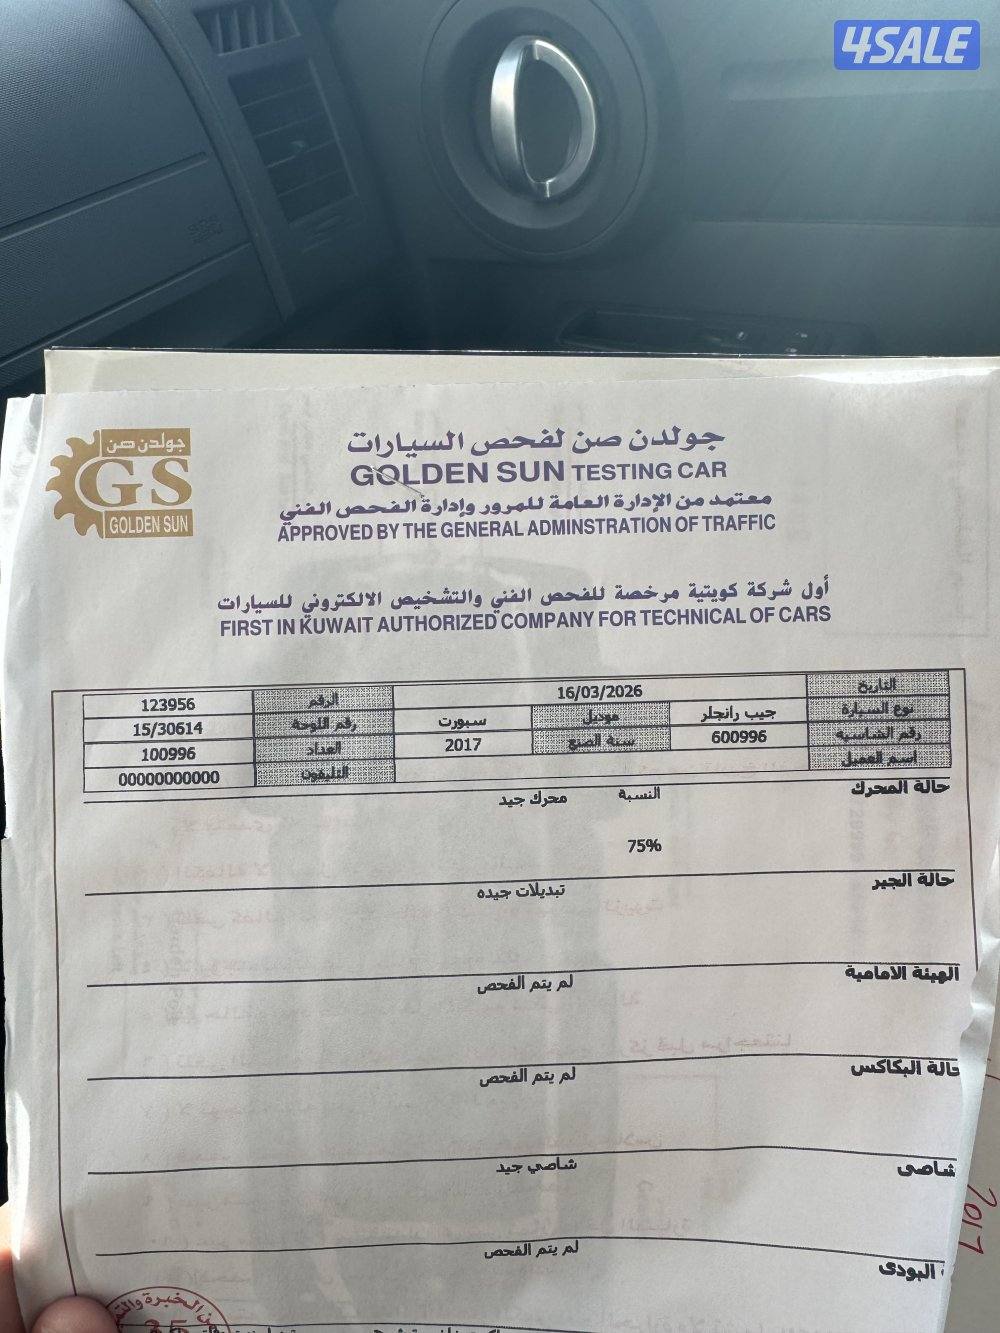 4SALE
جولدن صن
GS
GOLDEN SUN
جولدن صن لفحص السيارات
GOLDEN SUN TESTING CAR
معتمد من الإدارة العامة للمرور وإدارة الفحص الفني
APPROVED BY THE GENERAL ADMINSTRATION OF TRAFFIC
أول شركة كويتية مرخصة للفحص الفني والتشخيص الالكتروني للسيارات
FIRST IN KUWAIT AUTHORIZED COMPANY FOR TECHNICAL OF CARS
التاريخ 16/03/2026 الرقم 123956
نوع السيارة جيب رانجلر موديل سبورت رقم اللوحة 15/30614
رقم الشاسيه 600996 سنة الصنع 2017 العداد 100996
اسم العميل التليفون 00000000000
حالة المحرك النسبة محرك جيد
75%
حالة الجير تبديلات جيده
الهيئة الامامية لم يتم الفحص
حالة البكاكس لم يتم الفحص
شاصى شاصي جيد
البودى لم يتم الفحص
2017